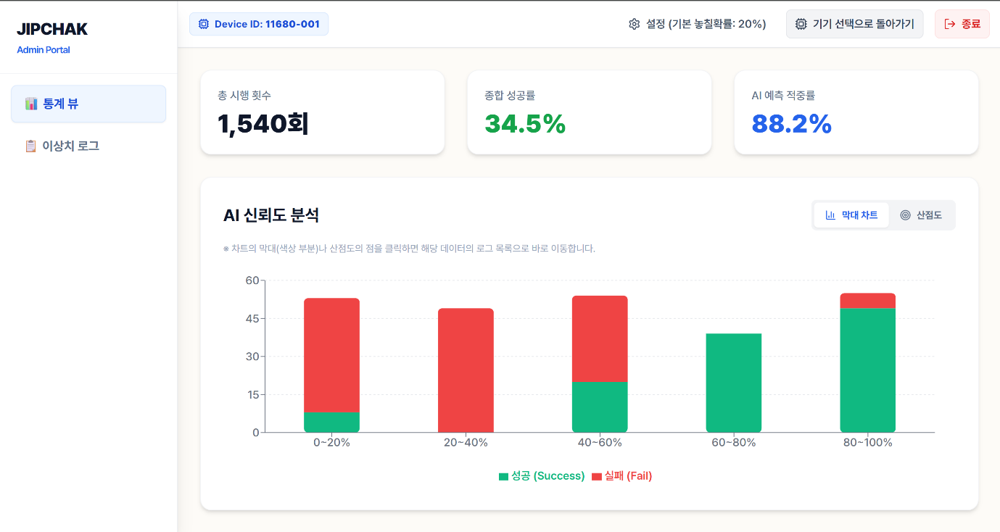 JIPCHAK
Admin Portal
통계 뷰
이상치 로그
Device ID: 11680-001
설정 (기본 놓칠확률: 20%)
기기 선택으로 돌아가기
종료
총 시행 횟수
1,540회
종합 성공률
34.5%
AI 예측 적중률
88.2%
AI 신뢰도 분석
막대 차트
산점도
※ 차트의 막대(색상 부분)나 산점도의 점을 클릭하면 해당 데이터의 로그 목록으로 바로 이동합니다.
60
45
30
15
0
0~20%
20~40%
40~60%
60~80%
80~100%
성공 (Success)
실패 (Fail)